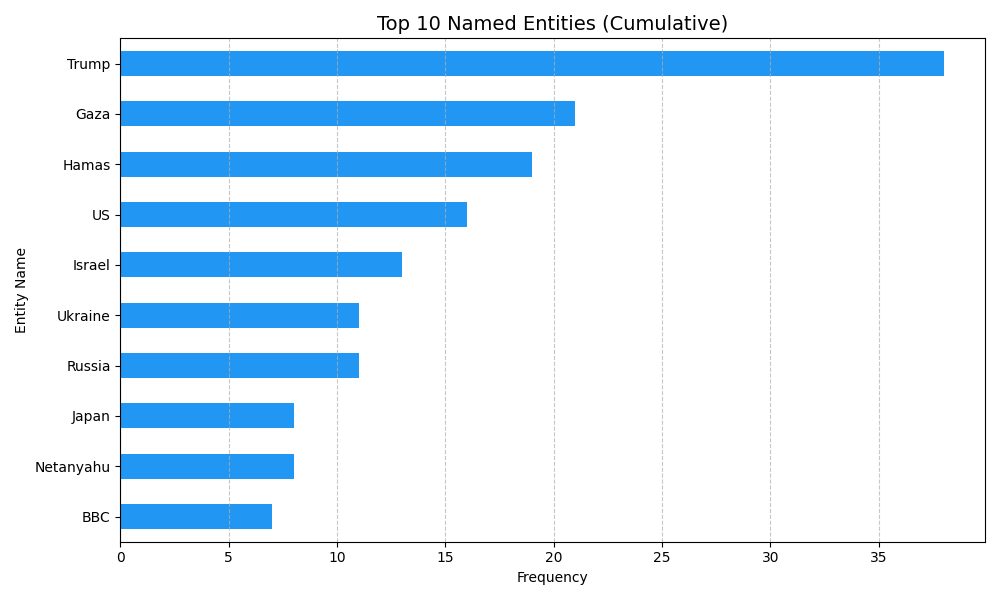 Top 10 Named Entities (Cumulative)
Entity Name
Trump
Gaza
Hamas
US
Israel
Ukraine
Russia
Japan
Netanyahu
BBC
0 5 10 15 20 25 30 35
Frequency